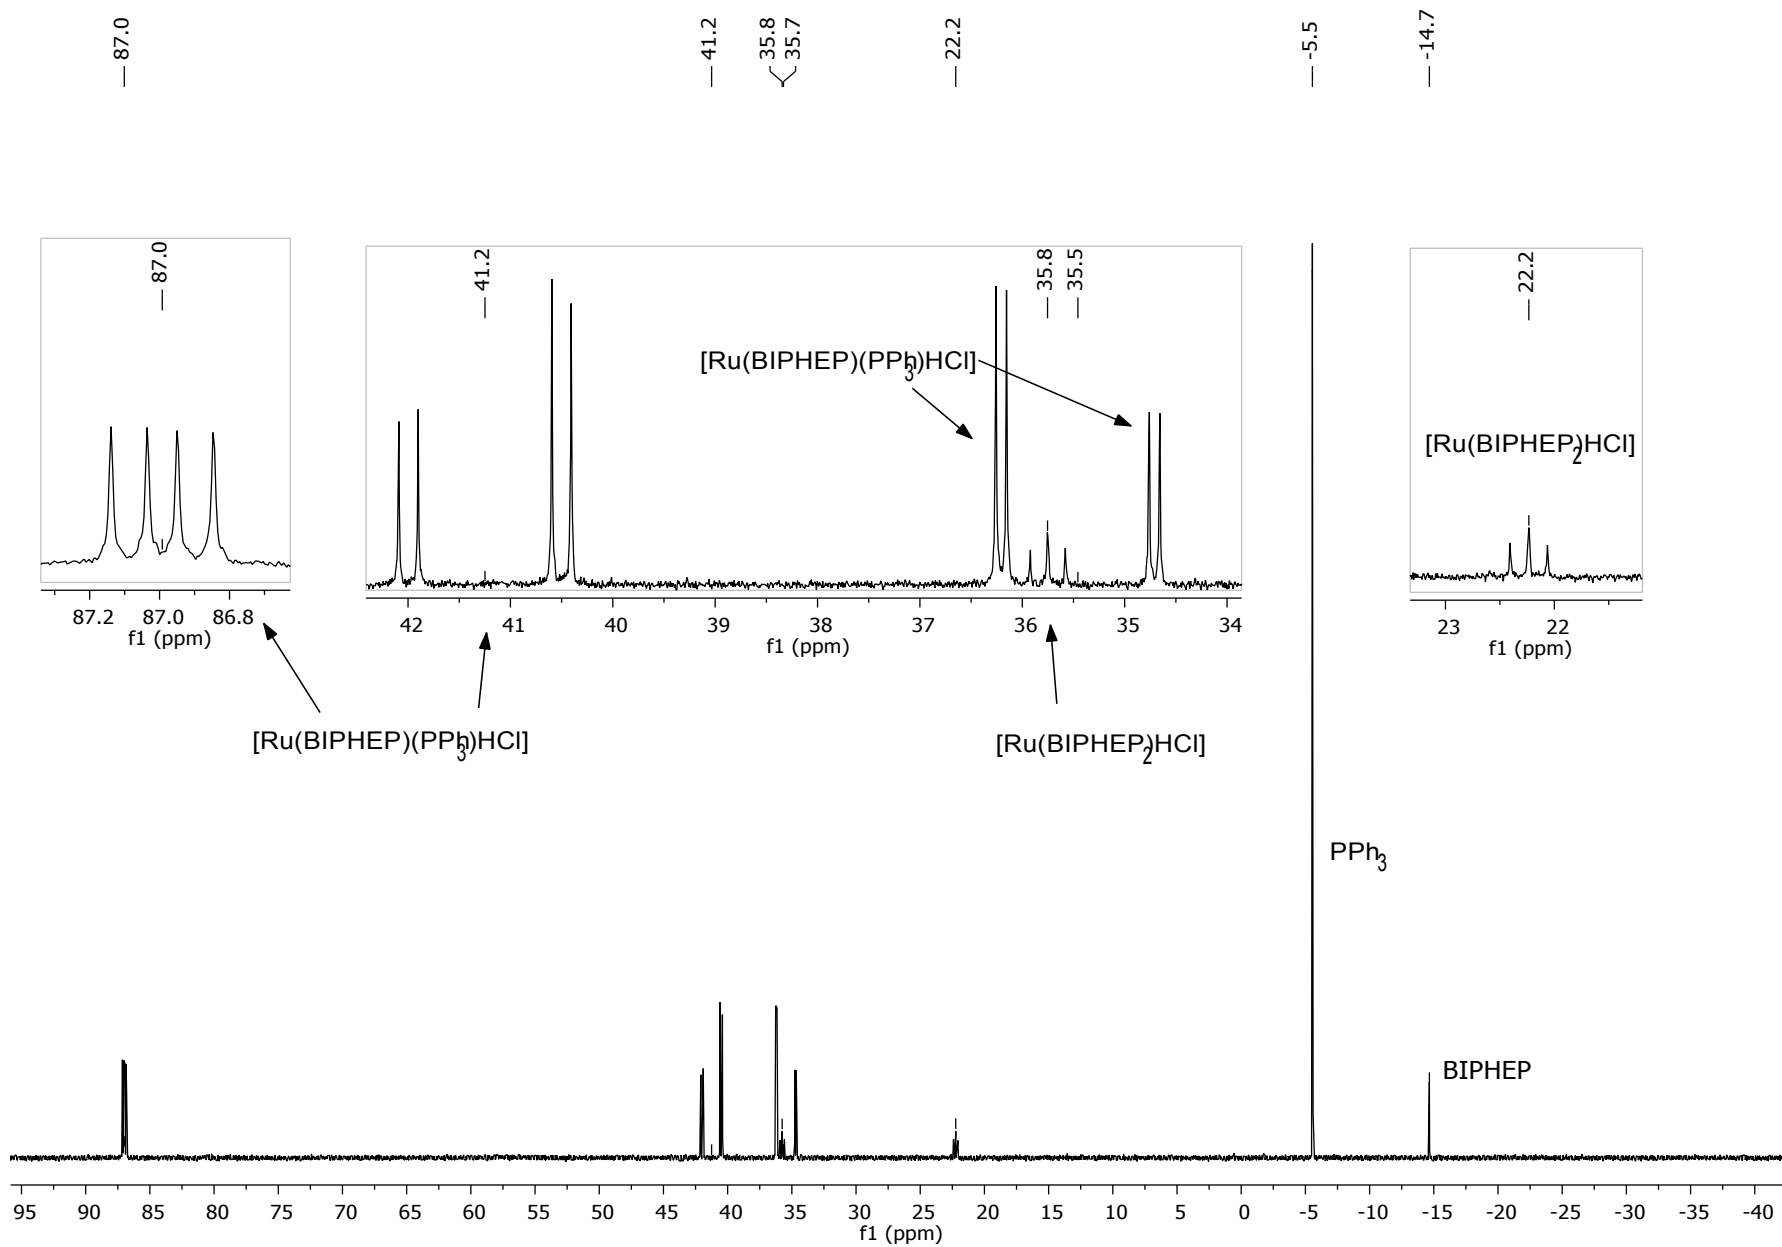 87.0
41.2
35.8
35.7
22.2
-5.5
-14.7
87.0
87.2 87.0 86.8
f1 (ppm)
41.2
35.8
35.5
[Ru(BIPHEP)(PPh3)HCl]
42 41 40 39 38 37 36 35 34
f1 (ppm)
22.2
[Ru(BIPHEP)2HCl]
23 22
f1 (ppm)
[Ru(BIPHEP)(PPh3)HCl]
[Ru(BIPHEP)2HCl]
PPh3
BIPHEP
95 90 85 80 75 70 65 60 55 50 45 40 35 30 25 20 15 10 5 0 -5 -10 -15 -20 -25 -30 -35 -40
f1 (ppm)